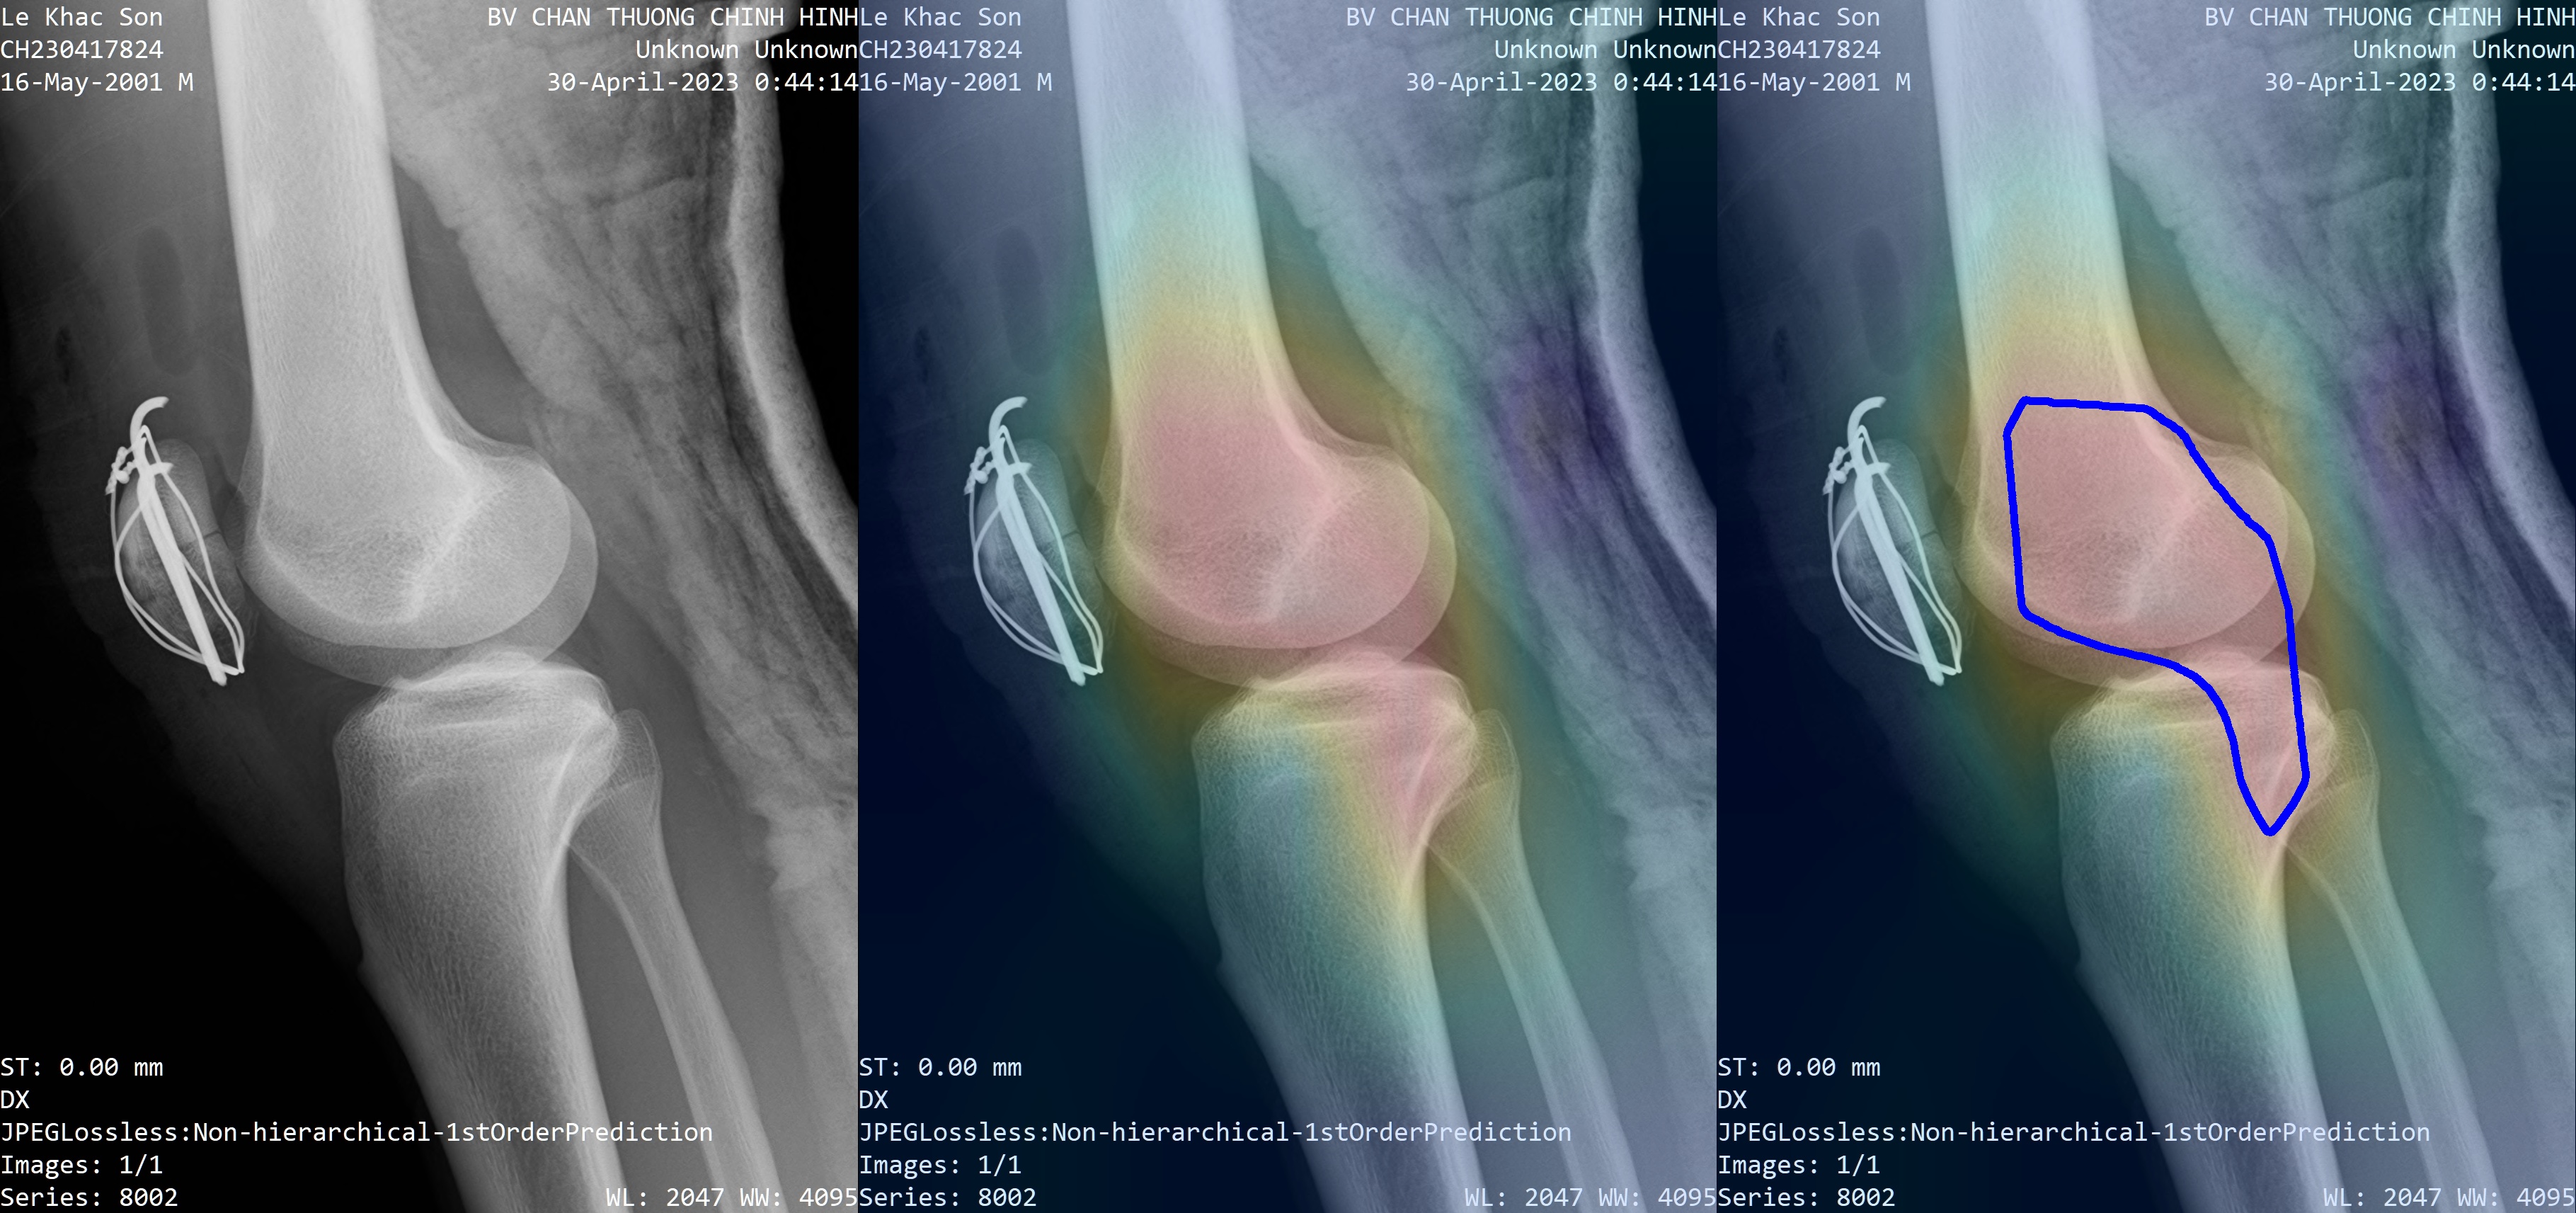 Le Khac Son
CH230417824
16-May-2001 M
BV CHAN THUONG CHINH HINH
Unknown Unknown
30-April-2023 0:44:14
ST: 0.00 mm
DX
JPEGLossless:Non-hierarchical-1stOrderPrediction
Images: 1/1
Series: 8002
WL: 2047 WW: 4095
Le Khac Son
CH230417824
16-May-2001 M
BV CHAN THUONG CHINH HINH
Unknown Unknown
30-April-2023 0:44:14
ST: 0.00 mm
DX
JPEGLossless:Non-hierarchical-1stOrderPrediction
Images: 1/1
Series: 8002
WL: 2047 WW: 4095
Le Khac Son
CH230417824
16-May-2001 M
BV CHAN THUONG CHINH HINH
Unknown Unknown
30-April-2023 0:44:14
ST: 0.00 mm
DX
JPEGLossless:Non-hierarchical-1stOrderPrediction
Images: 1/1
Series: 8002
WL: 2047 WW: 4095